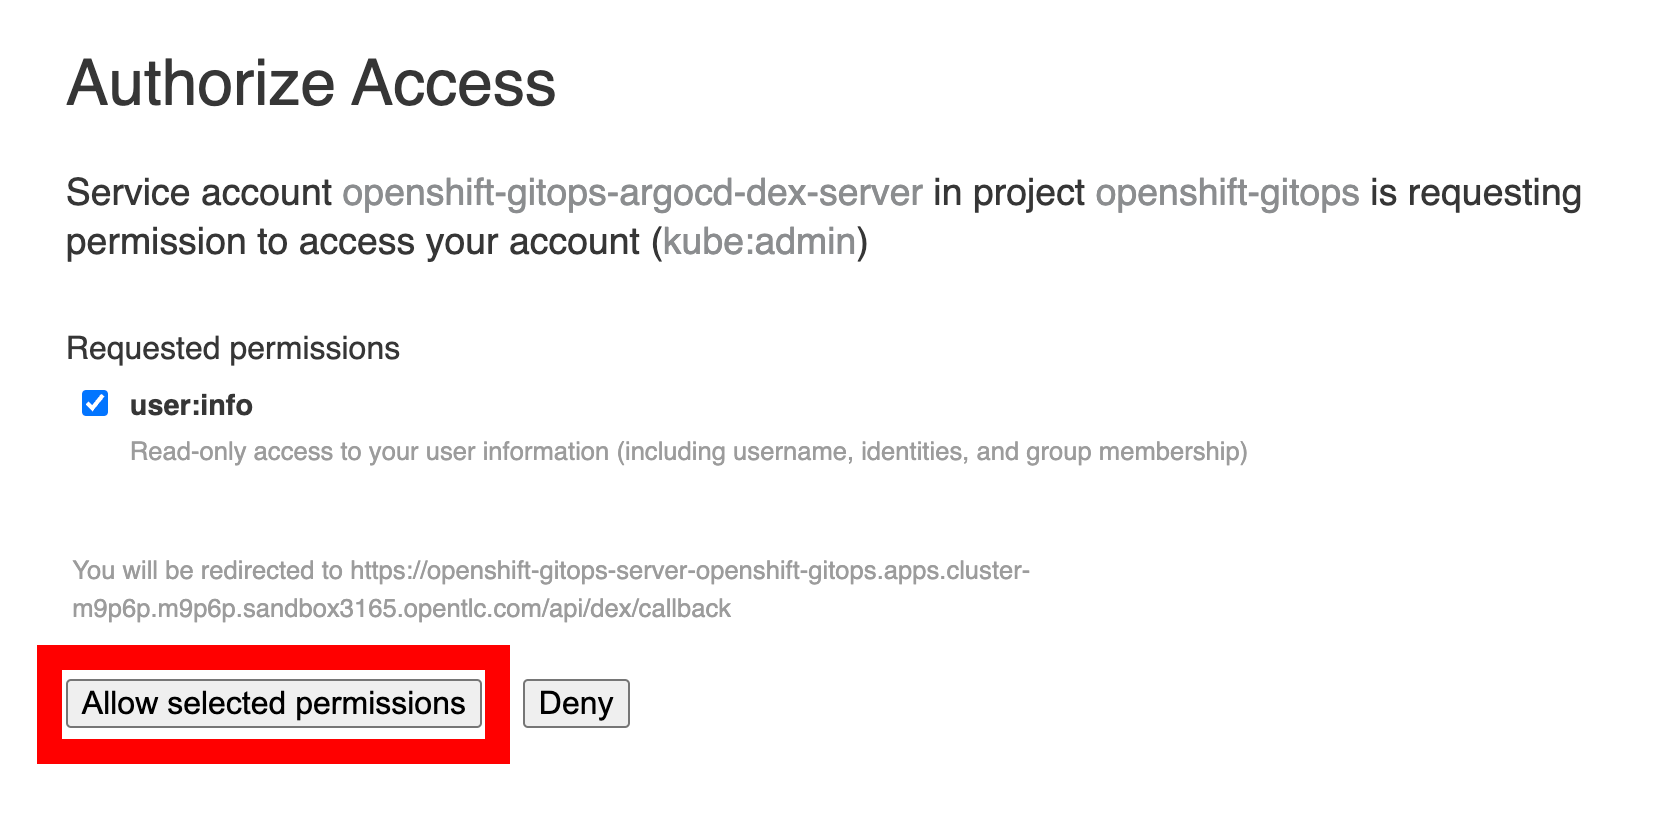 Authorize Access
Service account openshift-gitops-argocd-dex-server in project openshift-gitops is requesting
permission to access your account (kube:admin)
Requested permissions
user:info
Read-only access to your user information (including username, identities, and group membership)
You will be redirected to https://openshift-gitops-server-openshift-gitops.apps.cluster-
m9p6p.m9p6p.sandbox3165.opentlc.com/api/dex/callback
Allow selected permissions Deny